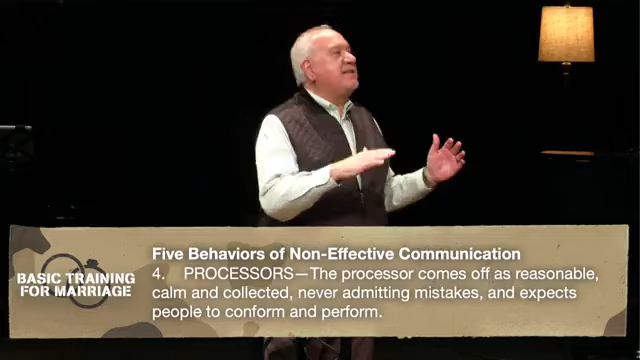 Five Behaviors of Non-Effective Communication
4. PROCESSORS—The processor comes off as reasonable,
calm and collected, never admitting mistakes, and expects
people to conform and perform.
BASIC TRAINING
FOR MARRIAGE